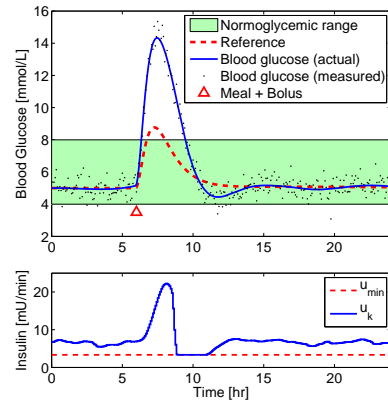 16
14
12
10
8
6
4
2
Blood Glucose [mmol/L]
Normoglycemic range
Reference
Blood glucose (actual)
Blood glucose (measured)
Meal + Bolus
0 5 10 15 20
20
10
0
Insulin [mU/min]
u_min
u_k
0 5 10 15 20
Time [hr]